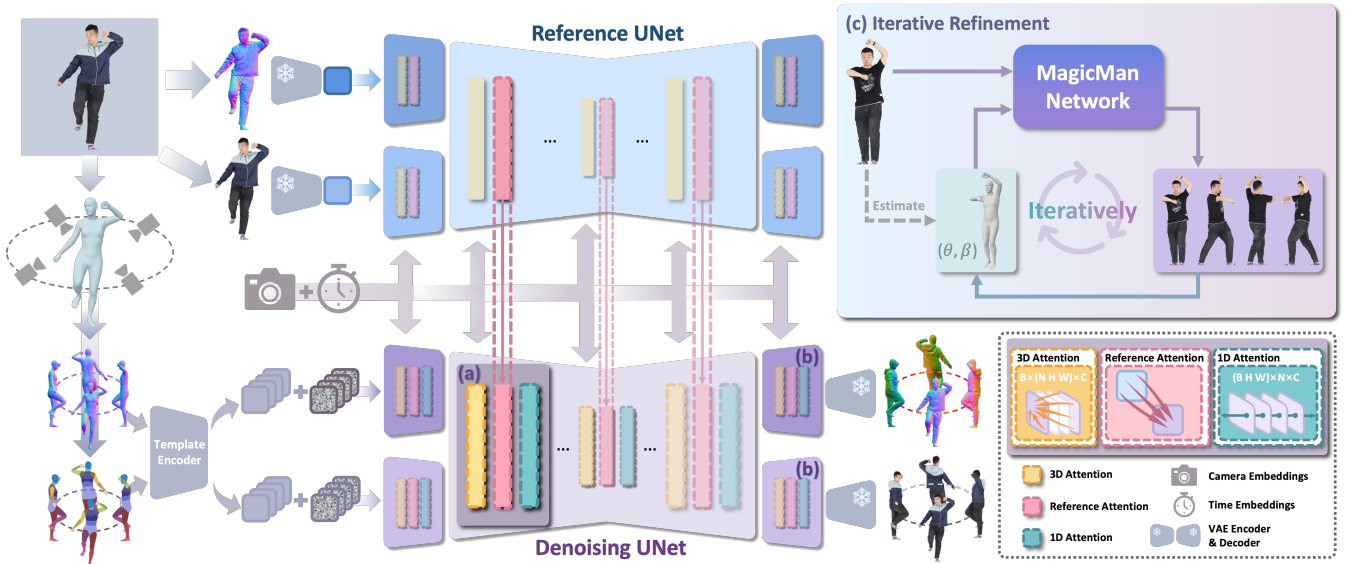 Reference UNet
(c) Iterative Refinement
MagicMan
Network
Estimate
(θ, β)
Iteratively
...
...
+
(a)
(b)
(b)
Template
Encoder
+
+
...
...
Denoising UNet
3D Attention
B×(N H W)×C
Reference Attention
1D Attention
(B H W)×N×C
3D Attention
Camera Embeddings
Reference Attention
Time Embeddings
1D Attention
VAE Encoder
& Decoder